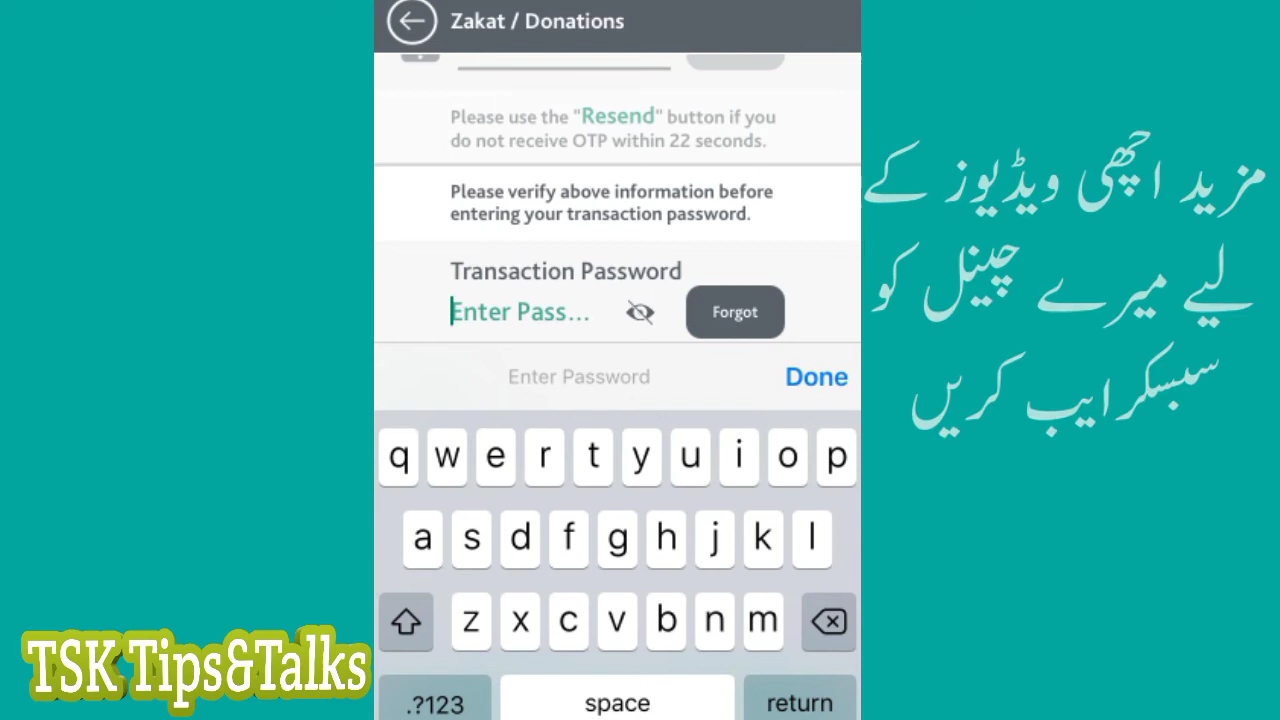 Zakat / Donations
Please use the "Resend" button if you
do not receive OTP within 22 seconds.
Please verify above information before
entering your transaction password.
Transaction Password
Enter Pass...
Forgot
Enter Password
Done
q w e r t y u i o p
a s d f g h j k l
z x c v b n m
.?123
space
return
مزید اچھی ویڈیوز کے
لیے میرے چینل کو
سبسکرایب کریں
TSK Tips&Talks